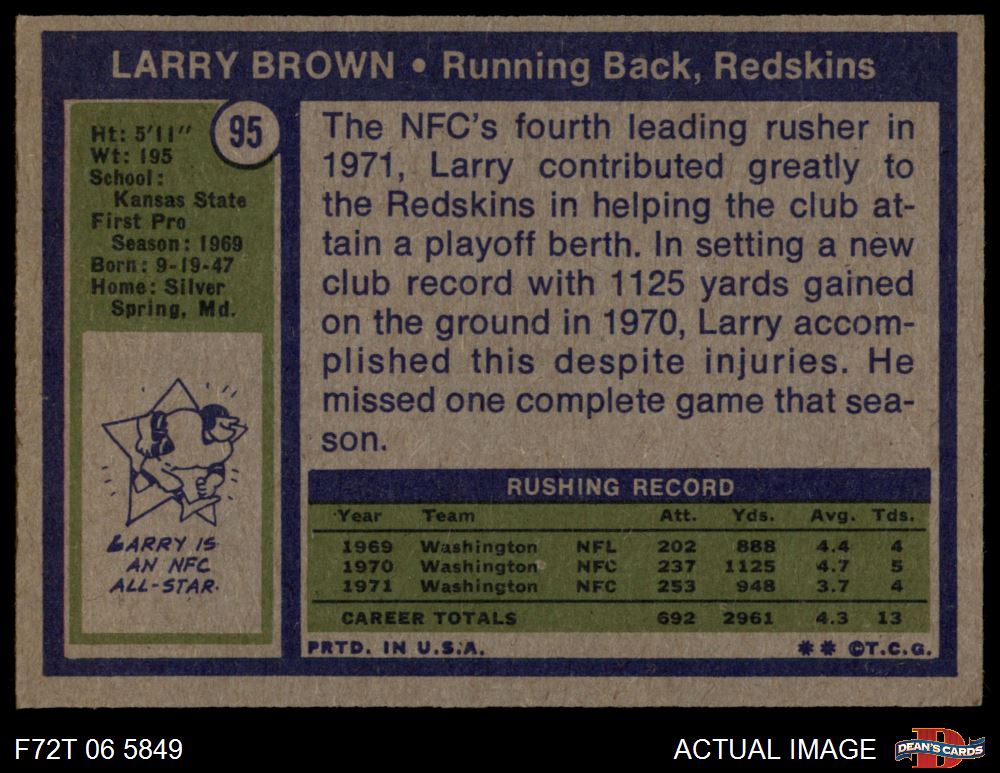 LARRY BROWN • Running Back, Redskins
95
Ht: 5'11"
Wt: 195
School:
Kansas State
First Pro
Season: 1969
Born: 9-19-47
Home: Silver
Spring, Md.
LARRY IS
AN NFC
ALL-STAR.
The NFC's fourth leading rusher in
1971, Larry contributed greatly to
the Redskins in helping the club at-
tain a playoff berth. In setting a new
club record with 1125 yards gained
on the ground in 1970, Larry accom-
plished this despite injuries. He
missed one complete game that sea-
son.
RUSHING RECORD
Year Team Att. Yds. Avg. Tds.
1969 Washington NFL 202 888 4.4 4
1970 Washington NFC 237 1125 4.7 5
1971 Washington NFC 253 948 3.7 4
CAREER TOTALS 692 2961 4.3 13
PRTD. IN U.S.A. ** ©T.C.G.
F72T 06 5849 ACTUAL IMAGE DEAN'S CARDS